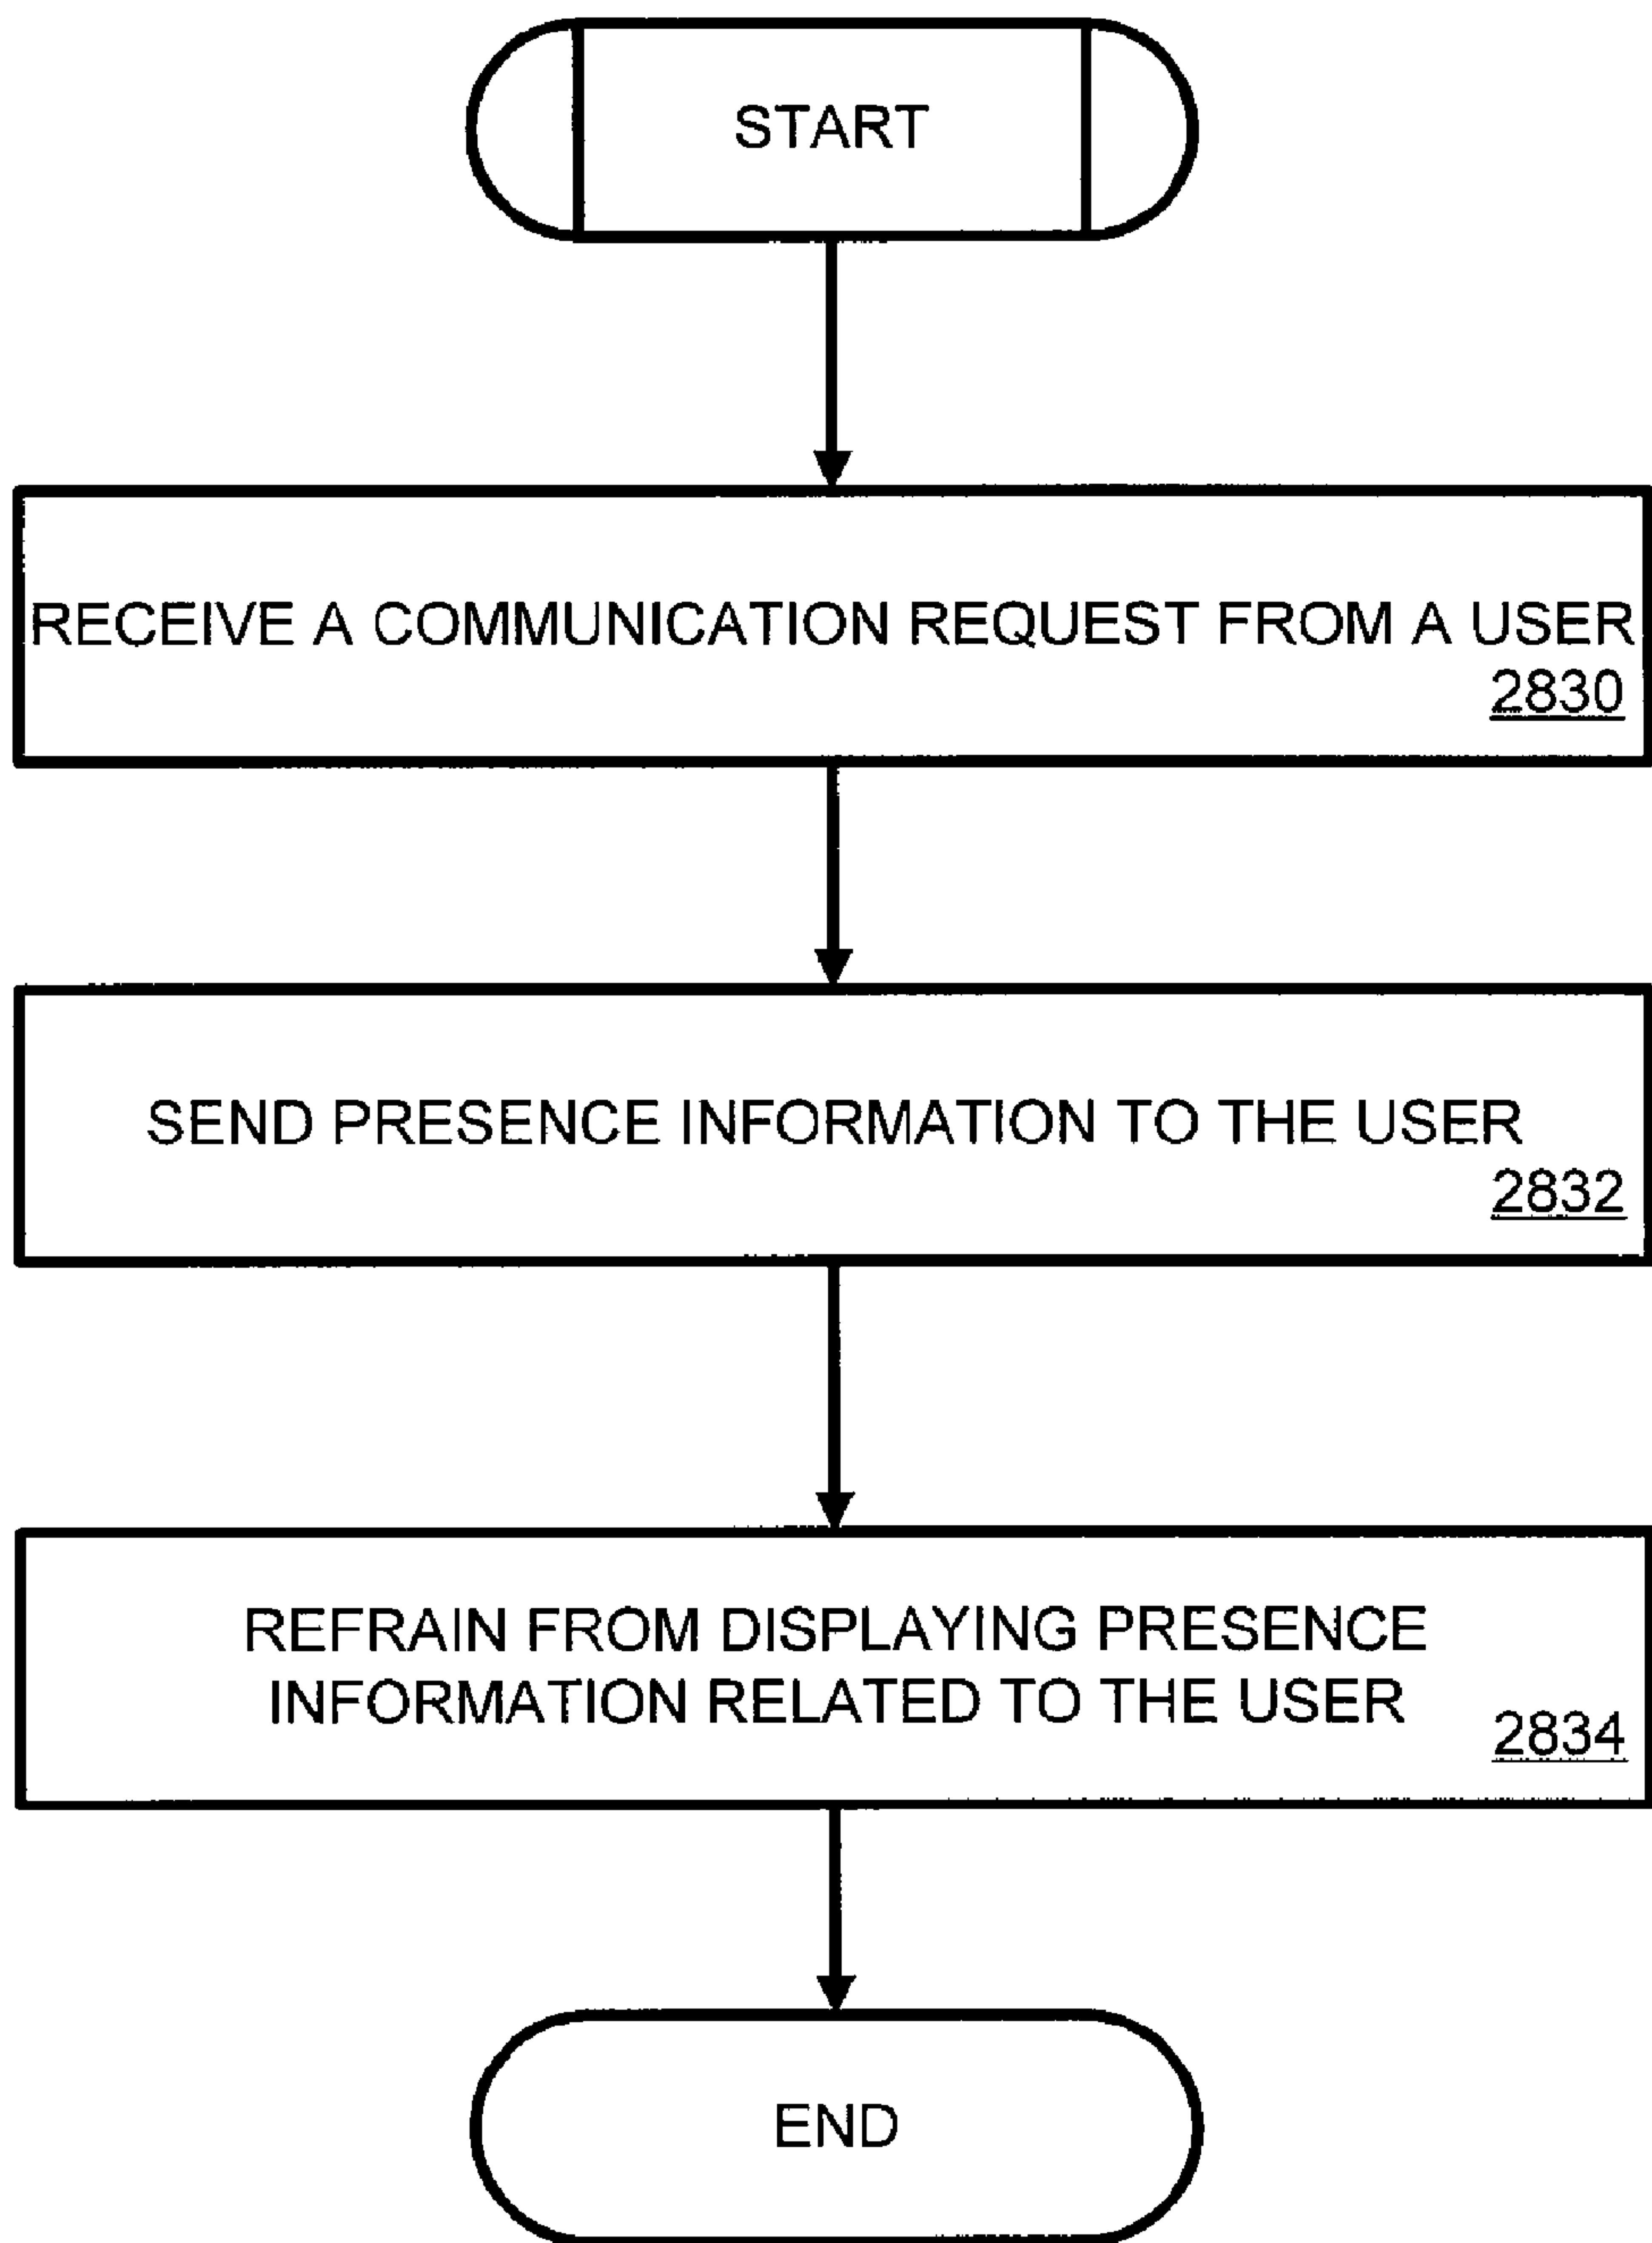 START
RECEIVE A COMMUNICATION REQUEST FROM A USER
2830
SEND PRESENCE INFORMATION TO THE USER
2832
REFRAIN FROM DISPLAYING PRESENCE
INFORMATION RELATED TO THE USER
2834
END